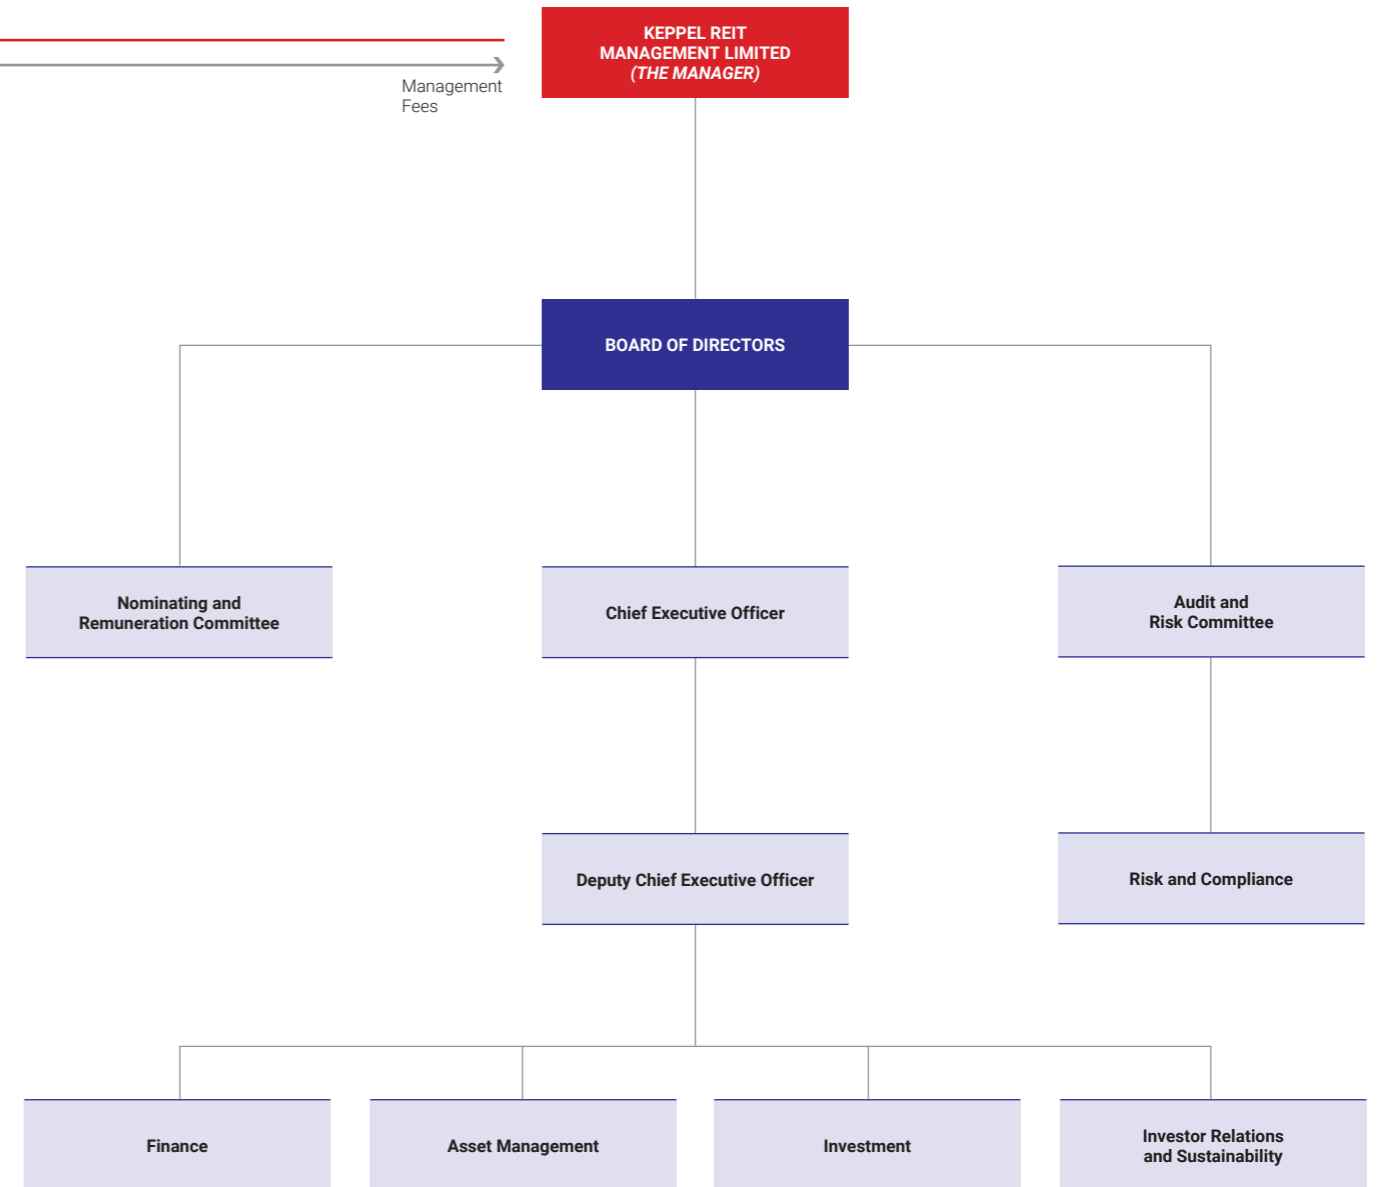 KEPPEL REIT
MANAGEMENT LIMITED
(THE MANAGER)
Management
Fees
BOARD OF DIRECTORS
Nominating and
Remuneration Committee
Chief Executive Officer
Audit and
Risk Committee
Deputy Chief Executive Officer
Risk and Compliance
Finance
Asset Management
Investment
Investor Relations
and Sustainability